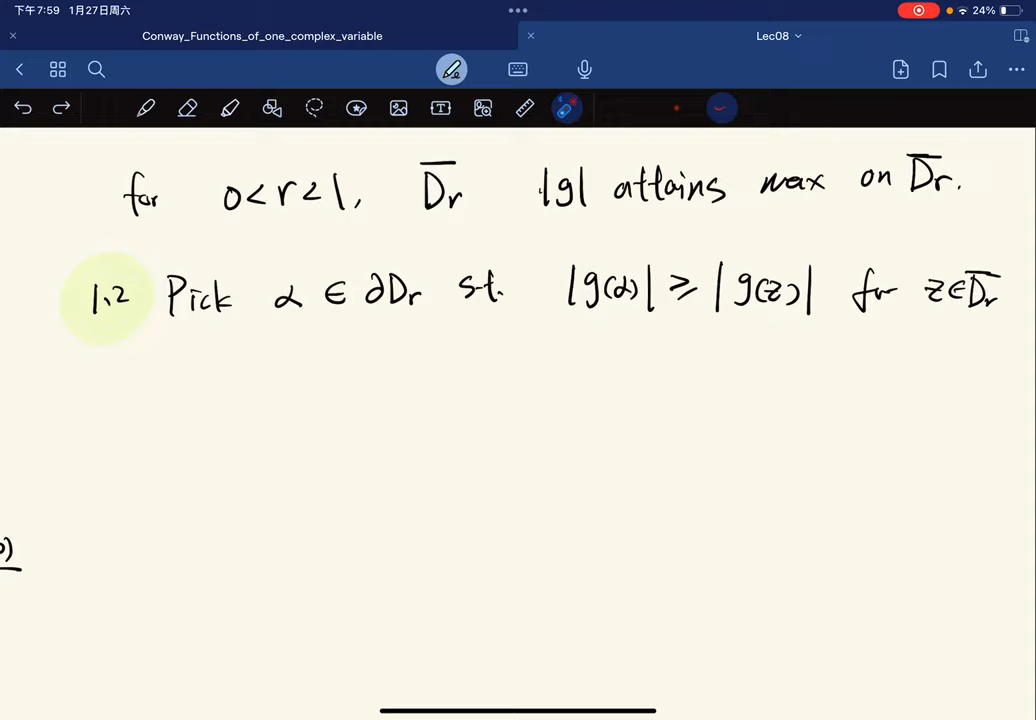 下午7:59 1月27日周六
24%
Conway_Functions_of_one_complex_variable
Lec08
for 0<r<1, D̅r |g| attains max on D̅r.
1.2 Pick α ∈ ∂Dr s.t. |g(α)| ≥ |g(z)| for z∈D̅r